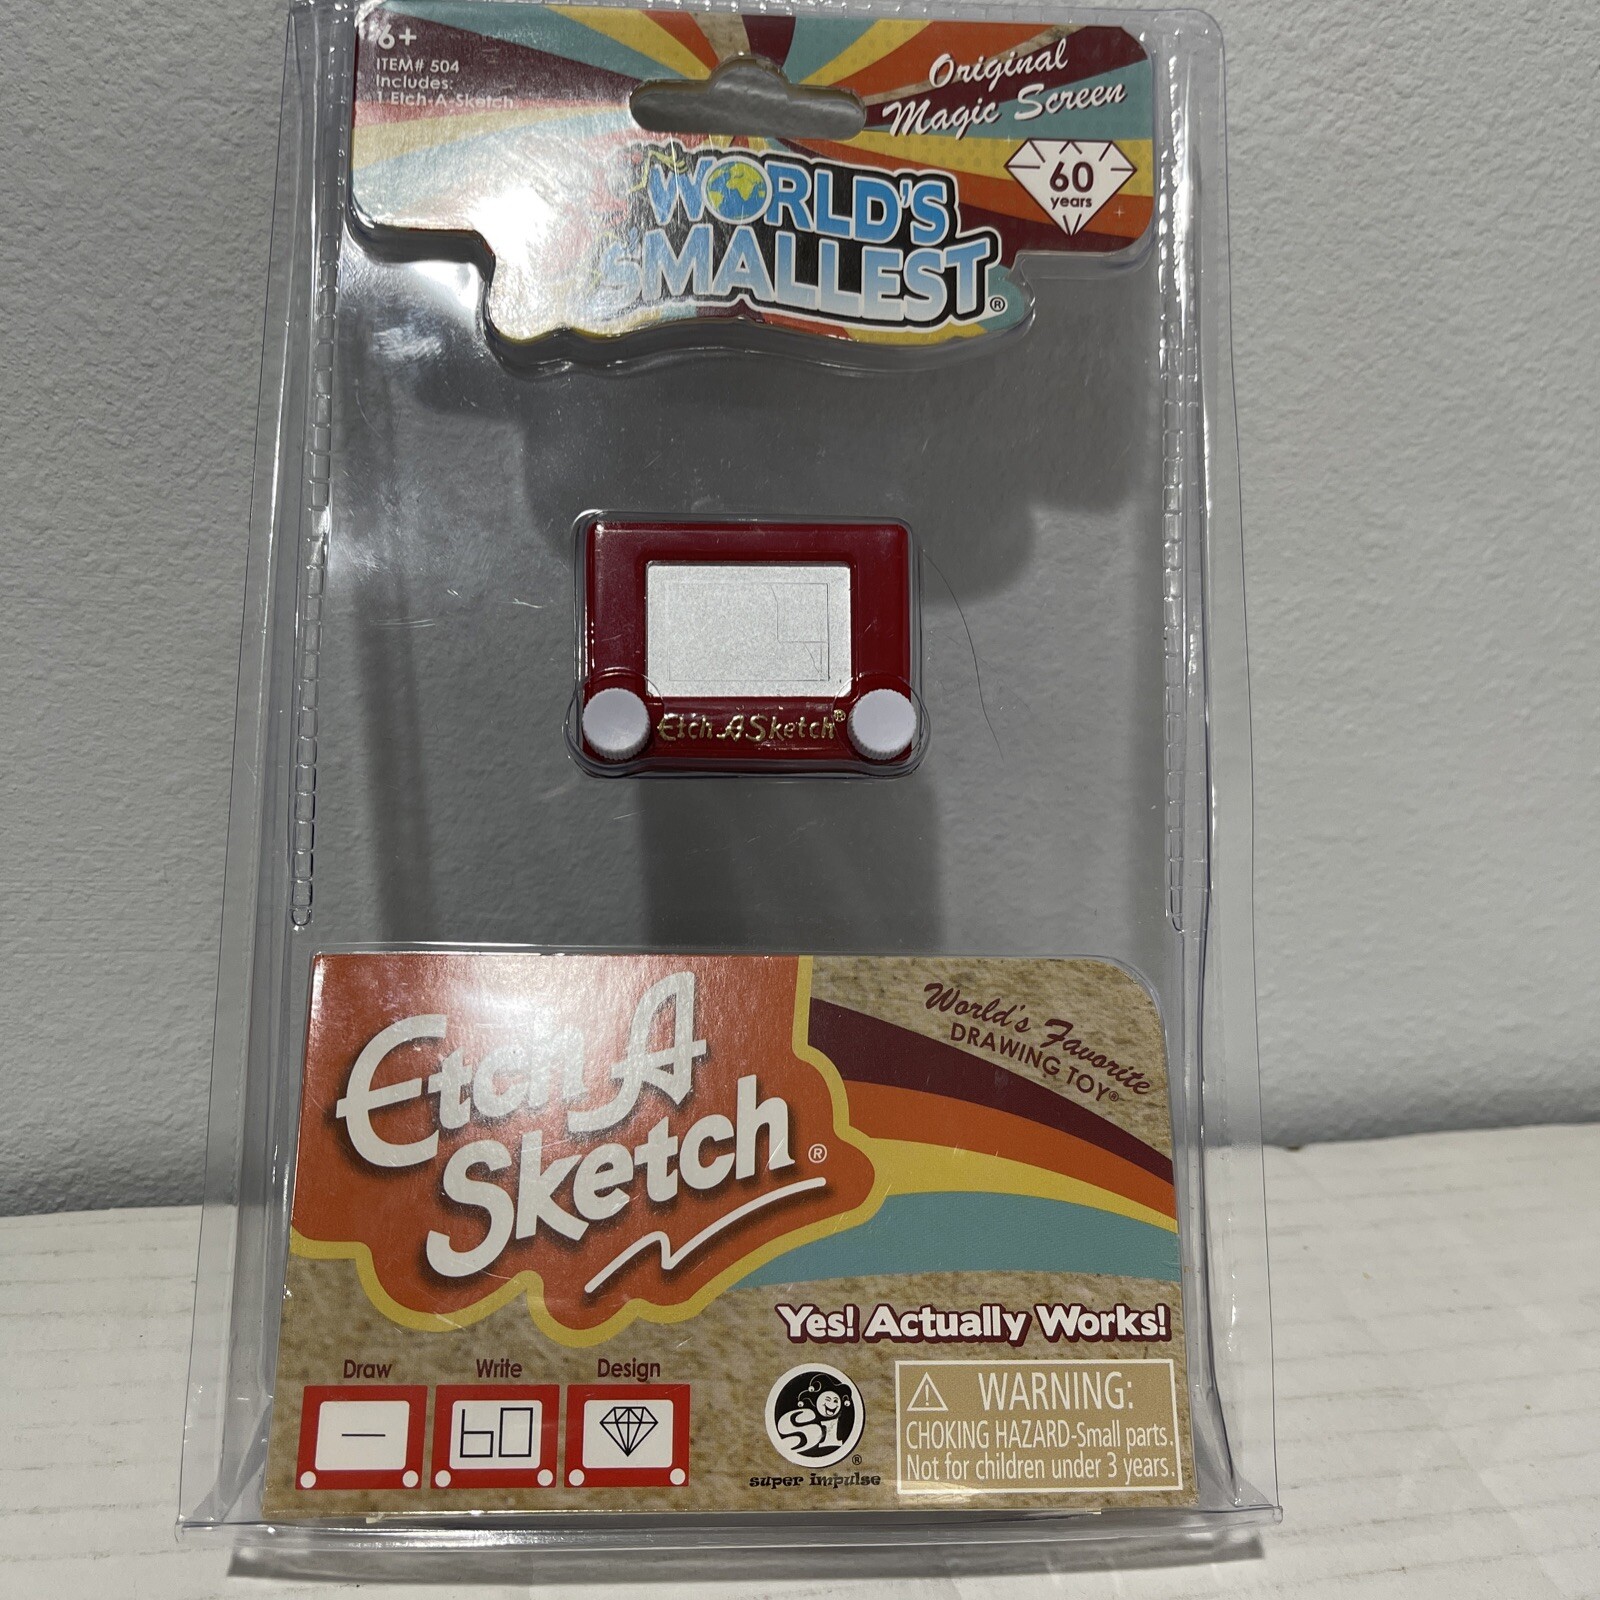 6+
ITEM# 504
Includes:
1 Etch-A-Sketch
Original
Magic Screen
60
years
The
WORLD'S
SMALLEST®
Etch A Sketch®
Etch A
Sketch®
World's Favorite
DRAWING TOY®
Yes! Actually Works!
Draw
Write
Design
60
Si®
super impulse
WARNING:
CHOKING HAZARD-Small parts.
Not for children under 3 years.